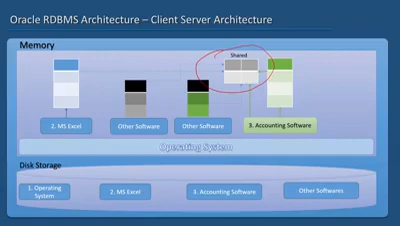 Oracle RDBMS Architecture – Client Server Architecture
Memory
Shared
2. MS Excel
Other Software
Other Software
3. Accounting Software
Operating System
Disk Storage
1. Operating
System
2. MS Excel
3. Accounting Software
Other Softwares